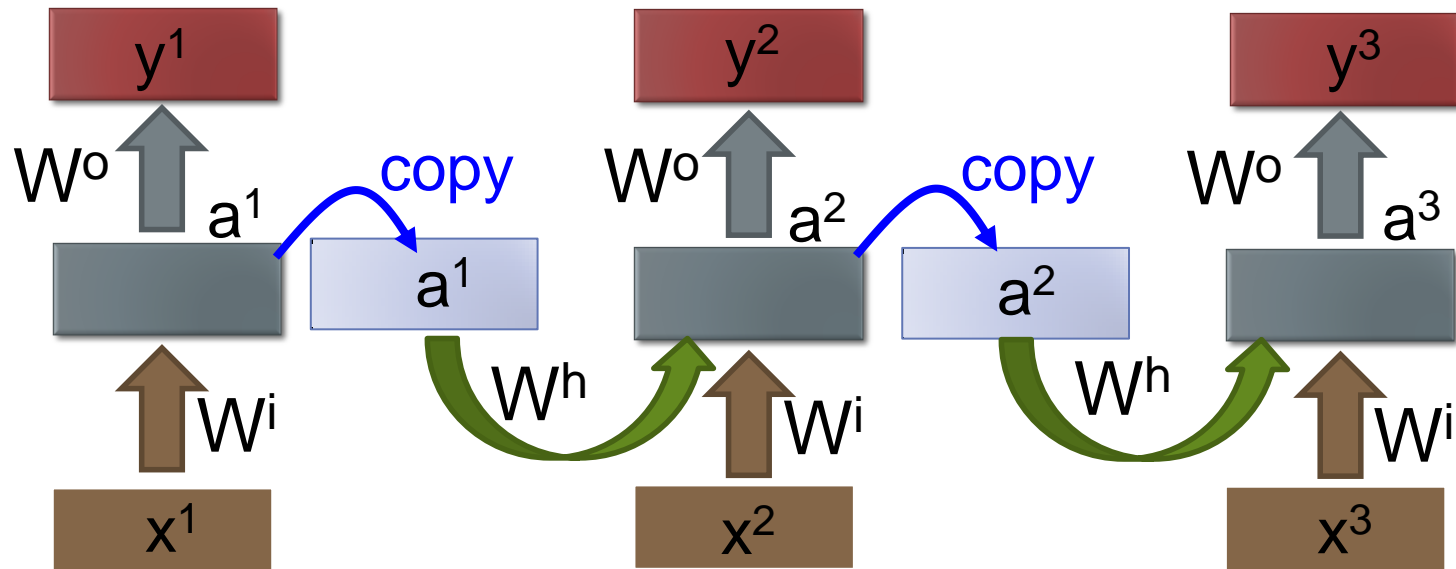 y¹ y² y³
Wᵒ copy Wᵒ copy Wᵒ
a¹ a² a³
a¹ a²
Wⁱ Wʰ Wⁱ Wʰ Wⁱ
x¹ x² x³